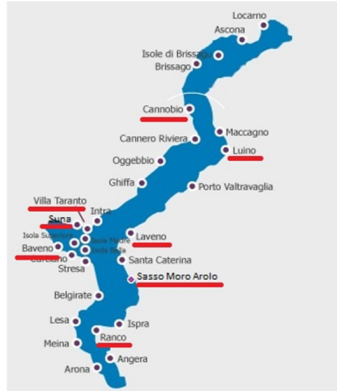 Locarno
Ascona
Isole di Brissago
Brissago
Cannobio
Maccagno
Cannero Riviera
Luino
Oggebbio
Ghiffa
Porto Valtravaglia
Villa Taranto
Intra
Suna
Isola Superiore
Isola Madre
Laveno
Baveno
Isola Bella
Carciano
Santa Caterina
Stresa
Sasso Moro Arolo
Belgirate
Lesa
Ispra
Meina
Ranco
Angera
Arona